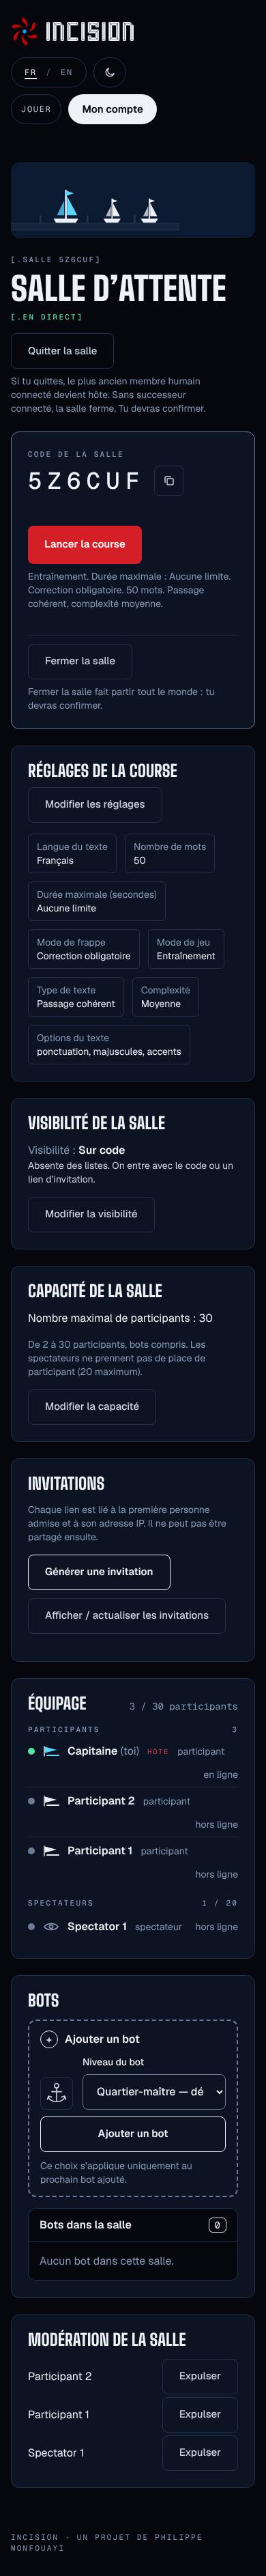 INCISION
FR / EN
JOUER
Mon compte
[.SALLE 5Z6CUF]
SALLE D'ATTENTE
[.EN DIRECT]
Quitter la salle
Si tu quittes, le plus ancien membre humain
connecté devient hôte. Sans successeur
connecté, la salle ferme. Tu devras confirmer.
CODE DE LA SALLE
5Z6CUF
Lancer la course
Entraînement. Durée maximale : Aucune limite.
Correction obligatoire. 50 mots. Passage
cohérent, complexité moyenne.
Fermer la salle
Fermer la salle fait partir tout le monde : tu
devras confirmer.
RÉGLAGES DE LA COURSE
Modifier les réglages
Langue du texte
Français
Nombre de mots
50
Durée maximale (secondes)
Aucune limite
Mode de frappe
Correction obligatoire
Mode de jeu
Entraînement
Type de texte
Passage cohérent
Complexité
Moyenne
Options du texte
ponctuation, majuscules, accents
VISIBILITÉ DE LA SALLE
Visibilité : Sur code
Absente des listes. On entre avec le code ou un
lien d'invitation.
Modifier la visibilité
CAPACITÉ DE LA SALLE
Nombre maximal de participants : 30
De 2 à 30 participants, bots compris. Les
spectateurs ne prennent pas de place de
participant (20 maximum).
Modifier la capacité
INVITATIONS
Chaque lien est lié à la première personne
admise et à son adresse IP. Il ne peut pas être
partagé ensuite.
Générer une invitation
Afficher / actualiser les invitations
ÉQUIPAGE
3 / 30 participants
PARTICIPANTS 3
Capitaine (toi) HÔTE participant
en ligne
Participant 2 participant
hors ligne
Participant 1 participant
hors ligne
SPECTATEURS 1 / 20
Spectator 1 spectateur hors ligne
BOTS
+ Ajouter un bot
Niveau du bot
Quartier-maître — dé
Ajouter un bot
Ce choix s'applique uniquement au
prochain bot ajouté.
Bots dans la salle 0
Aucun bot dans cette salle.
MODÉRATION DE LA SALLE
Participant 2 Expulser
Participant 1 Expulser
Spectator 1 Expulser
INCISION · UN PROJET DE PHILIPPE
MONFOUAYI